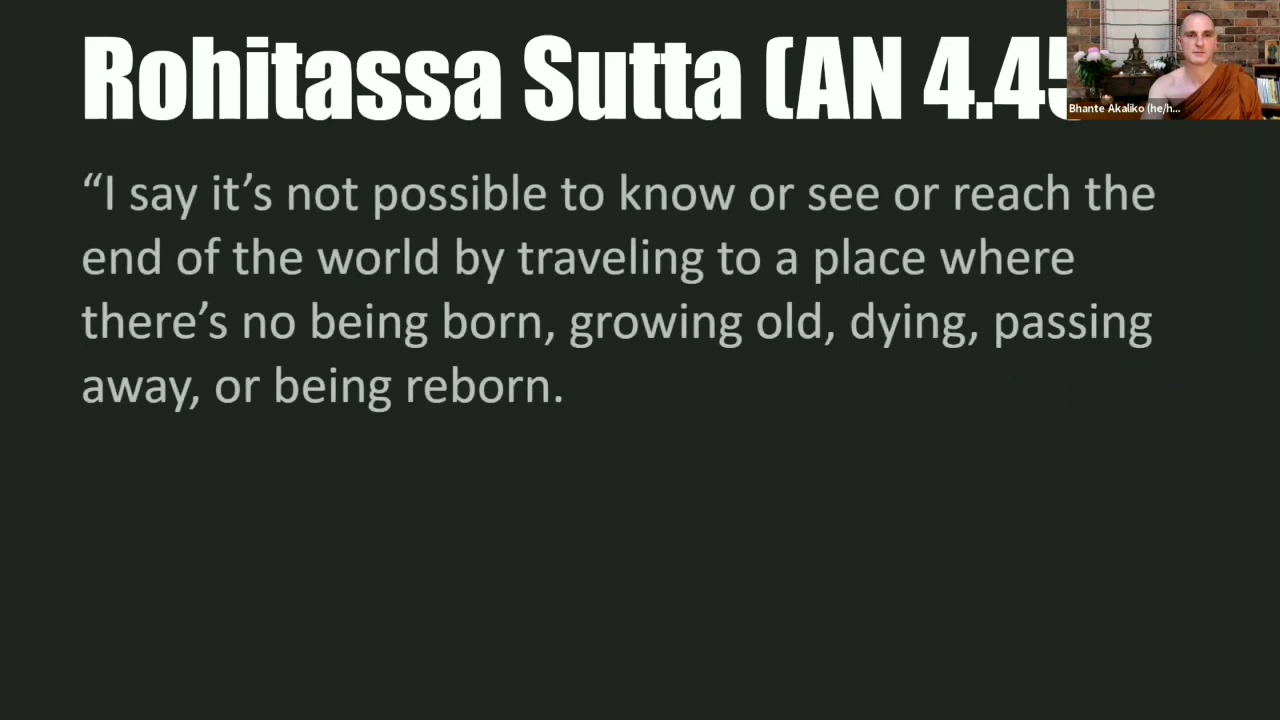 Rohitassa Sutta (AN 4.45
Bhante Akaliko (he/h...
“I say it’s not possible to know or see or reach the
end of the world by traveling to a place where
there’s no being born, growing old, dying, passing
away, or being reborn.